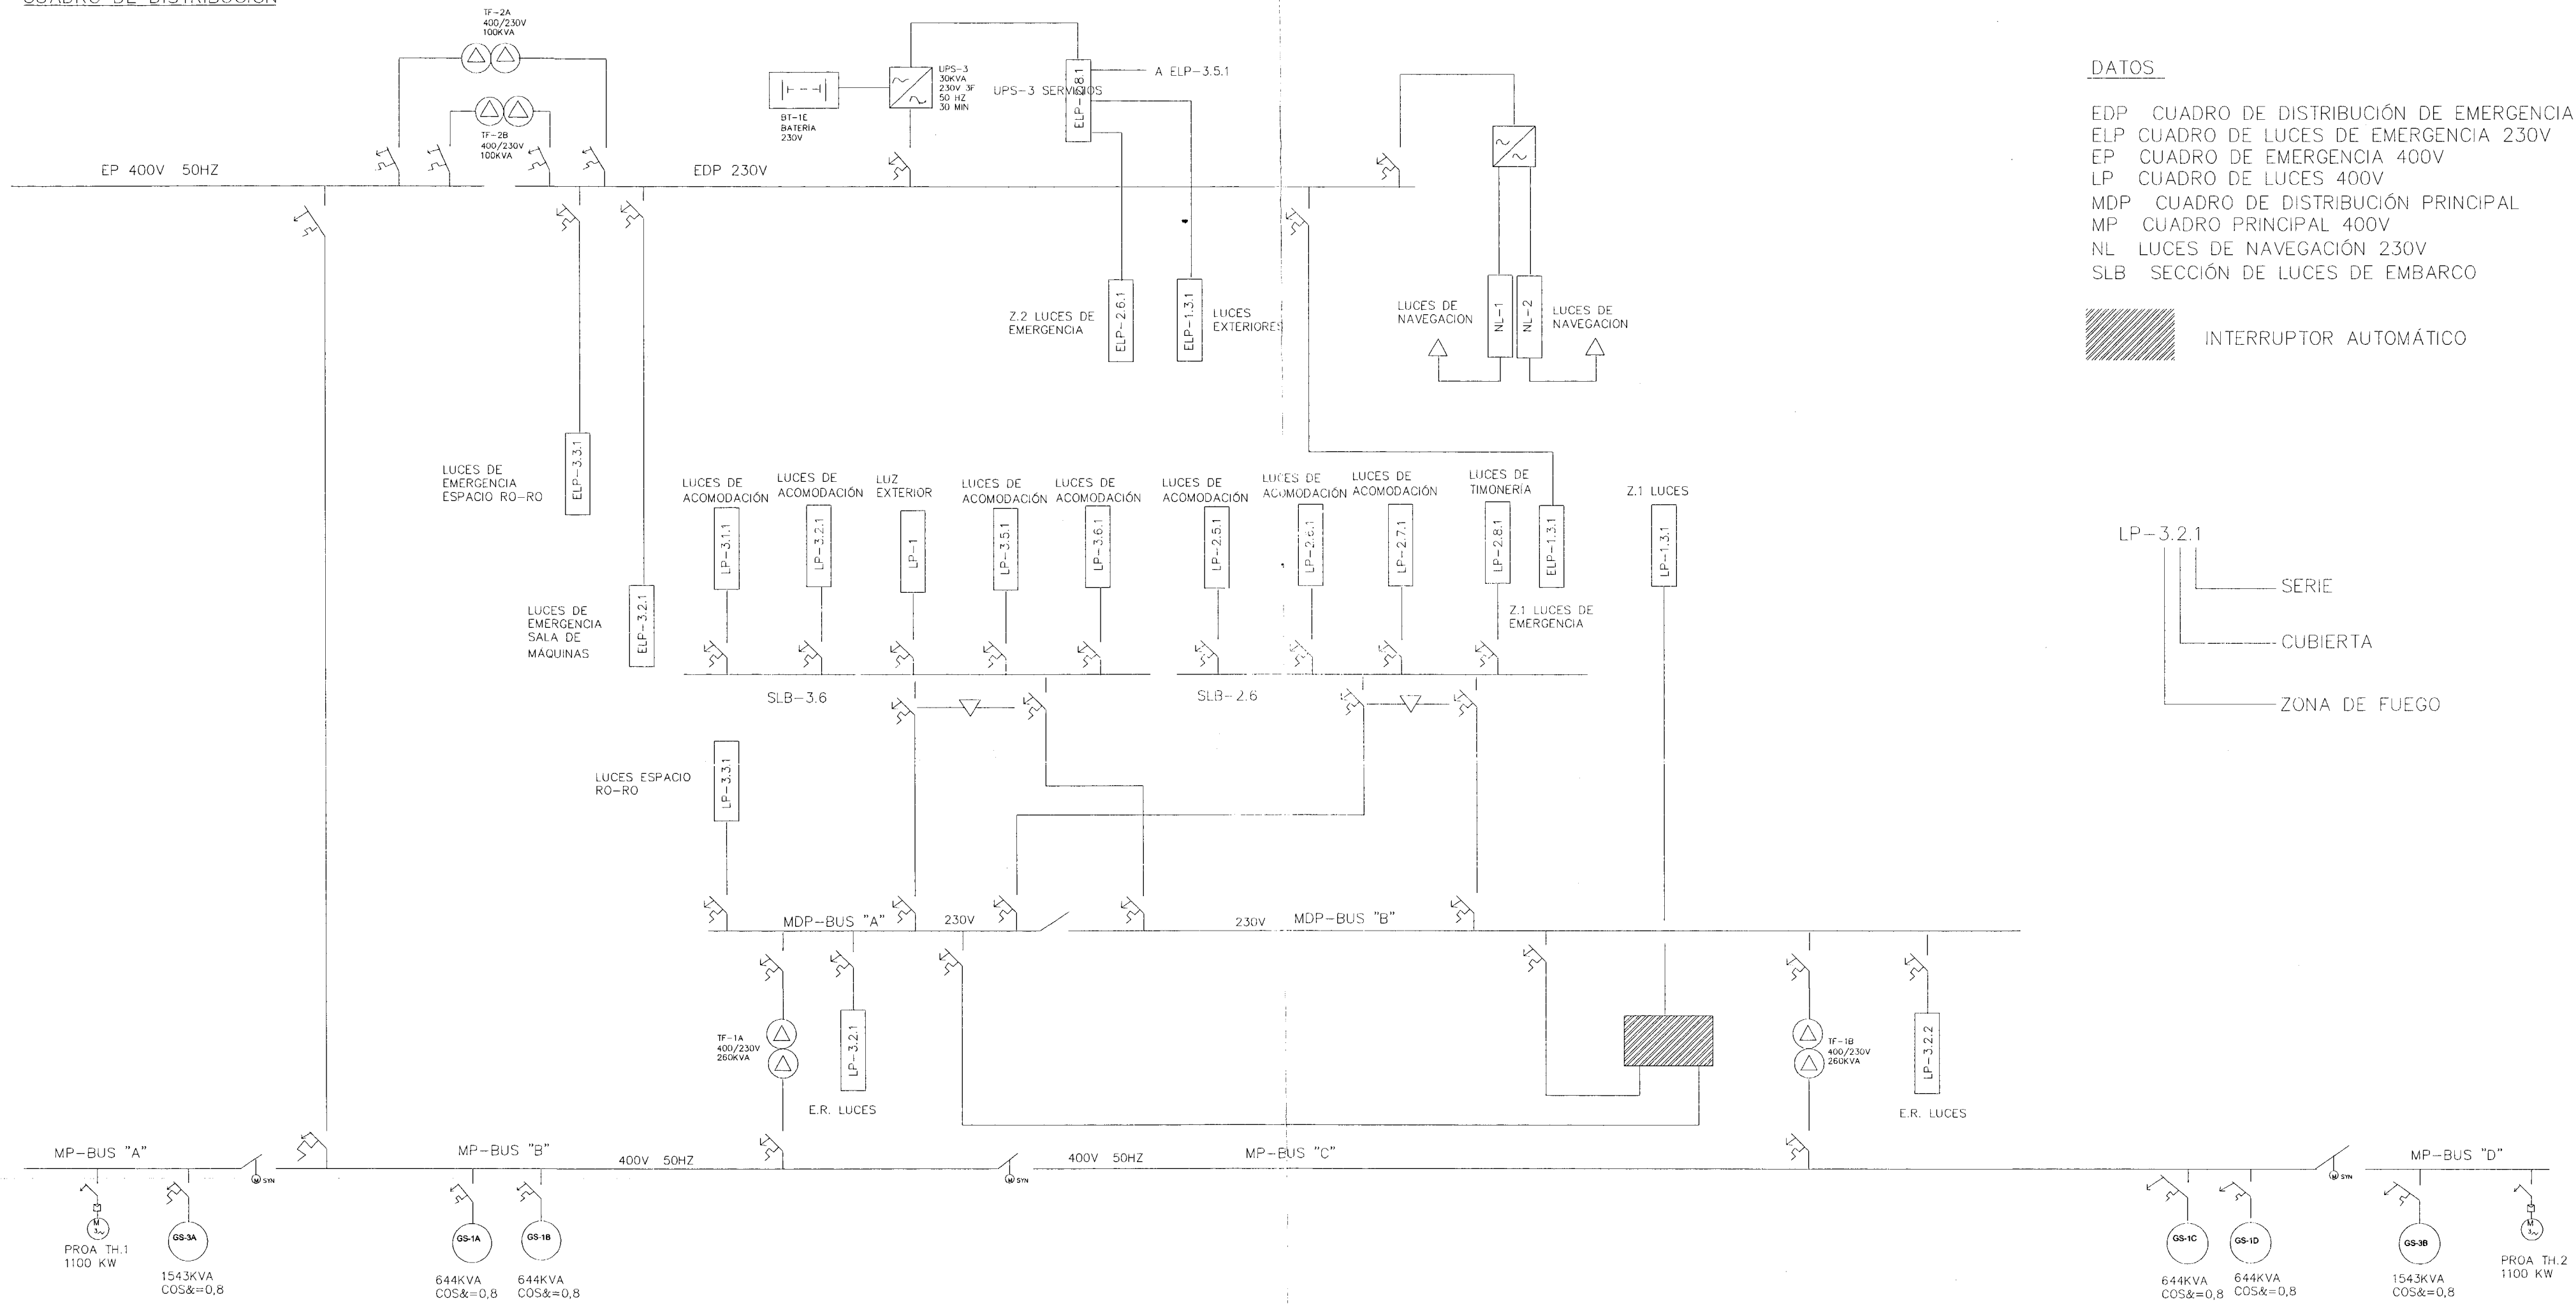 CUADRO DE DISTRIBUCIÓN
TF-2A
400/230V
100KVA
TF-2B
400/230V
100KVA
EP 400V 50HZ
EDP 230V
BT-1E
BATERÍA
230V
UPS-3
30KVA
230V 3F
50 HZ
30 MIN
UPS-3 SERVICIOS
ELP-2.8.1
A ELP-3.5.1
Z.2 LUCES DE
EMERGENCIA
ELP-2.6.1
ELP-1.3.1
LUCES
EXTERIORES
LUCES DE
NAVEGACION
NL-1
NL-2
LUCES DE
NAVEGACION
DATOS
EDP CUADRO DE DISTRIBUCIÓN DE EMERGENCIA
ELP CUADRO DE LUCES DE EMERGENCIA 230V
EP CUADRO DE EMERGENCIA 400V
LP CUADRO DE LUCES 400V
MDP CUADRO DE DISTRIBUCIÓN PRINCIPAL
MP CUADRO PRINCIPAL 400V
NL LUCES DE NAVEGACIÓN 230V
SLB SECCIÓN DE LUCES DE EMBARCO
INTERRUPTOR AUTOMÁTICO
LP-3.2.1
SERIE
CUBIERTA
ZONA DE FUEGO
LUCES DE
EMERGENCIA
ESPACIO RO-RO
ELP-3.3.1
LUCES DE
EMERGENCIA
SALA DE
MÁQUINAS
ELP-3.2.1
LUCES DE
ACOMODACIÓN
LP-3.1.1
LUCES DE
ACOMODACIÓN
LP-3.2.1
LUZ
EXTERIOR
LP-1
LUCES DE
ACOMODACIÓN
LP-3.5.1
LUCES DE
ACOMODACIÓN
LP-3.6.1
LUCES DE
ACOMODACIÓN
LP-2.5.1
LUCES DE
ACOMODACIÓN
LP-2.6.1
LUCES DE
ACOMODACIÓN
LP-2.7.1
LUCES DE
TIMONERÍA
LP-2.8.1
ELP-1.3.1
Z.1 LUCES DE
EMERGENCIA
Z.1 LUCES
LP-1.3.1
SLB-3.6
SLB-2.6
LUCES ESPACIO
RO-RO
LP-3.3.1
MDP-BUS "A"
230V
230V
MDP-BUS "B"
TF-1A
400/230V
260KVA
LP-3.2.1
E.R. LUCES
TF-1B
400/230V
260KVA
LP-3.2.2
E.R. LUCES
MP-BUS "A"
M SYN
MP-BUS "B"
400V 50HZ
M SYN
400V 50HZ
MP-BUS "C"
M SYN
MP-BUS "D"
M
3~
PROA TH.1
1100 KW
GS-3A
1543KVA
COS&=0,8
GS-1A
644KVA
COS&=0,8
GS-1B
644KVA
COS&=0,8
GS-1C
644KVA
COS&=0,8
GS-1D
644KVA
COS&=0,8
GS-3B
1543KVA
COS&=0,8
M
3~
PROA TH.2
1100 KW